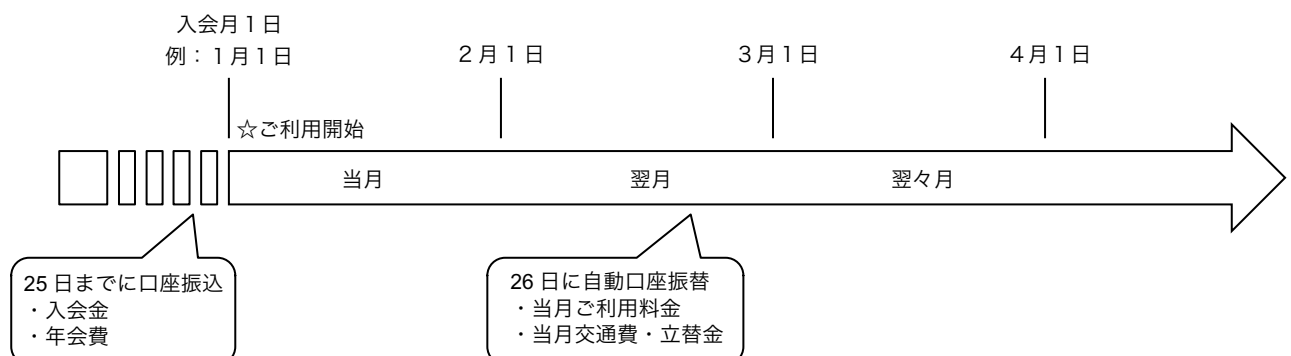 入会月１日
例：１月１日
２月１日
３月１日
４月１日
☆ご利用開始
当月
翌月
翌々月
25 日までに口座振込
・入会金
・年会費
26 日に自動口座振替
・当月ご利用料金
・当月交通費・立替金